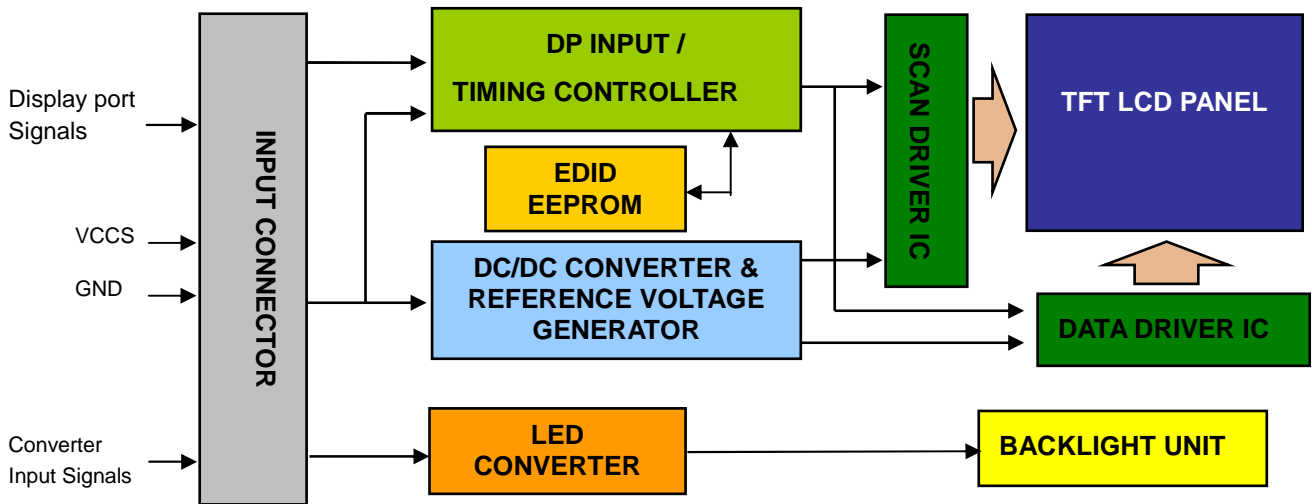 Display port
Signals
VCCS
GND
Converter
Input Signals
INPUT CONNECTOR
DP INPUT /
TIMING CONTROLLER
EDID
EEPROM
DC/DC CONVERTER &
REFERENCE VOLTAGE
GENERATOR
LED
CONVERTER
SCAN DRIVER IC
TFT LCD PANEL
DATA DRIVER IC
BACKLIGHT UNIT